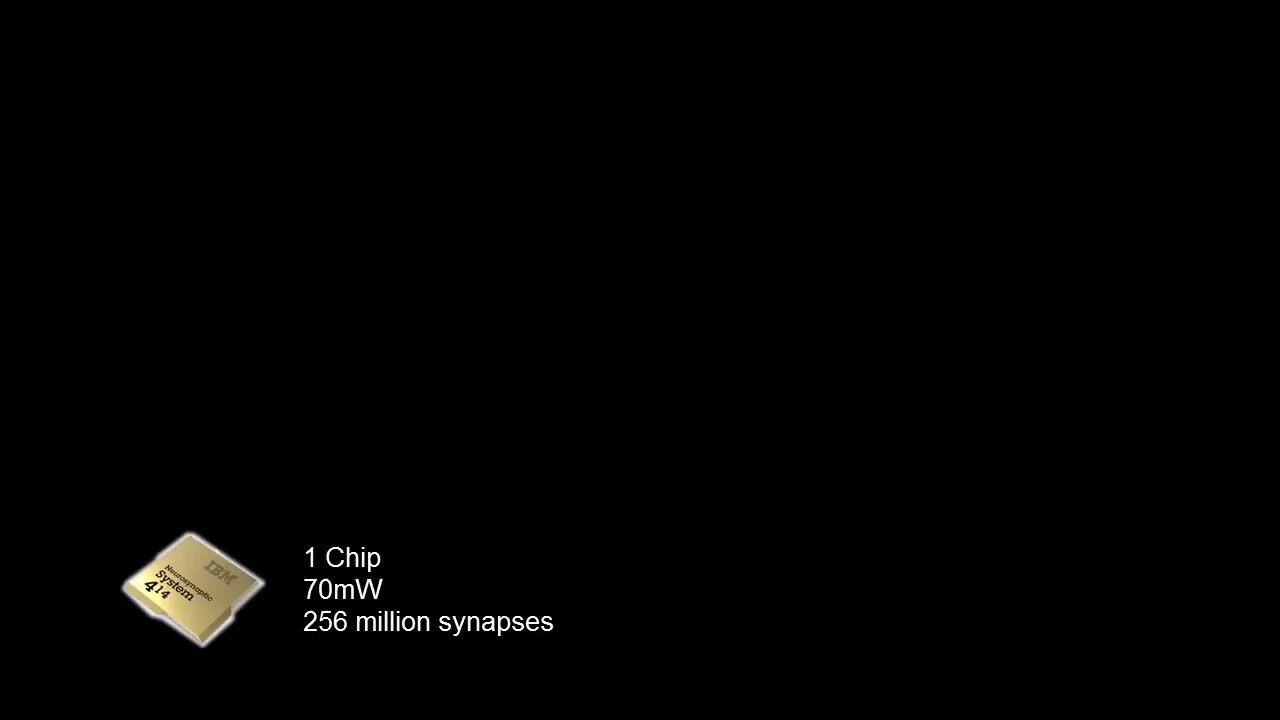 IBM
Neurosynaptic
System
414
1 Chip
70mW
256 million synapses